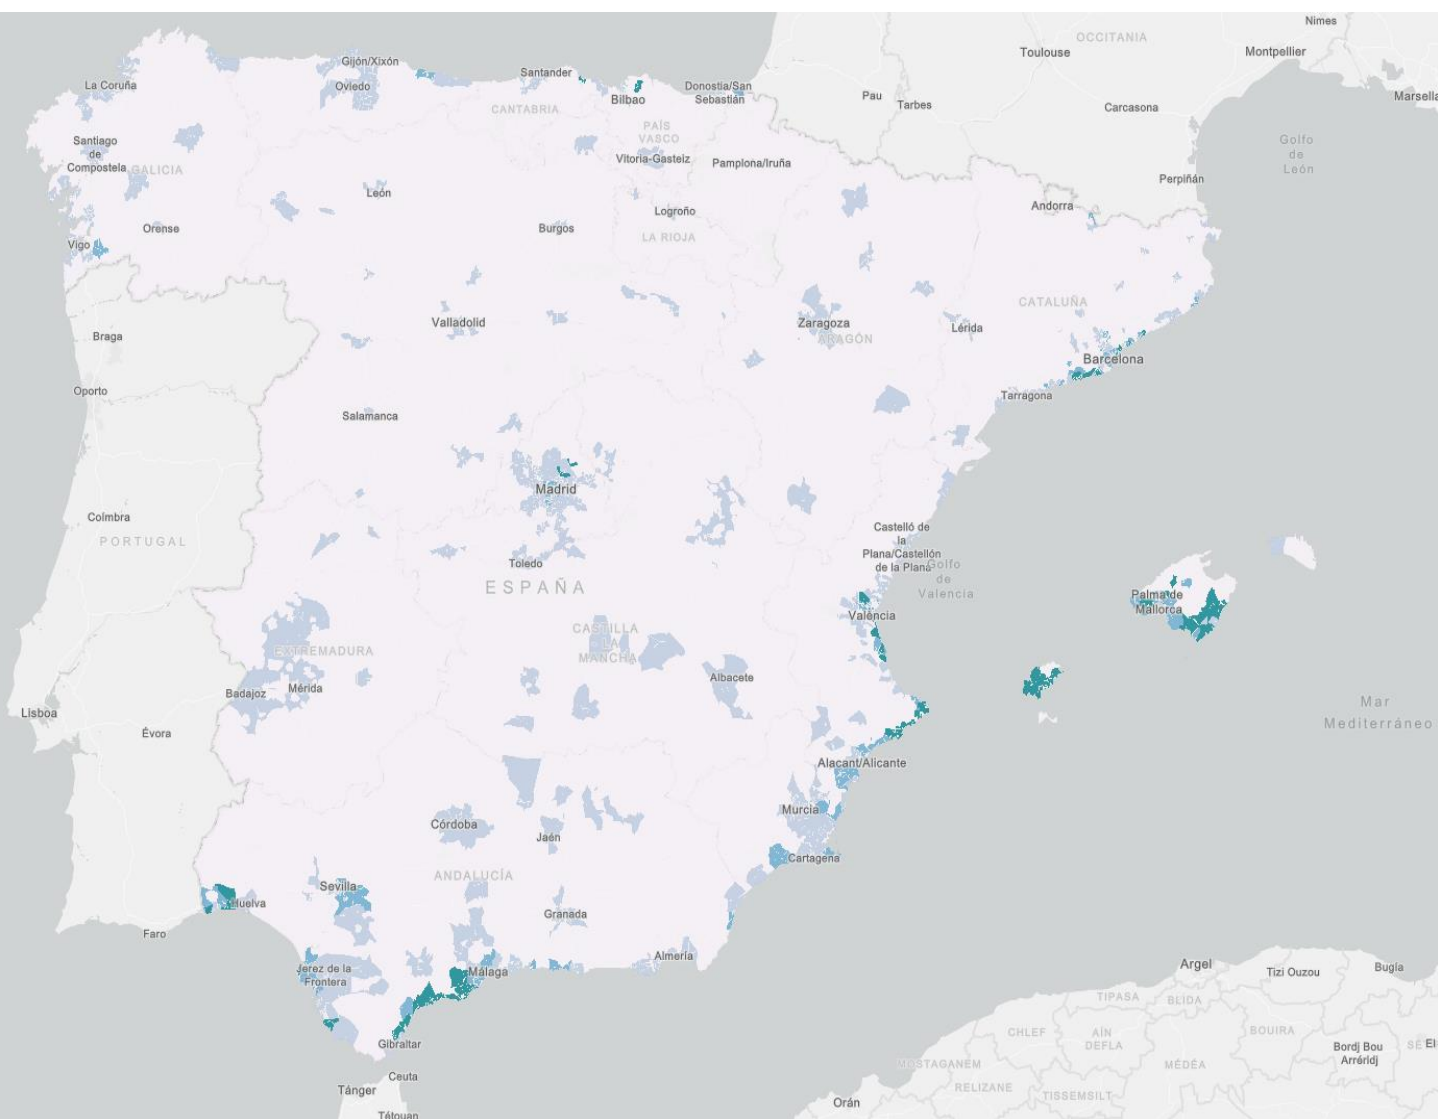 Nimes
OCCITANIA
Toulouse
Montpellier
Gijón/Xixón
Santander
La Coruña
Oviedo
Donostia/San
Sebastián
Bilbao
Pau
Tarbes
Carcasona
Marsella
CANTABRIA
PAÍS
VASCO
Santiago
de
Compostela
GALICIA
Vitoria-Gasteiz
Pamplona/Iruña
Golfo
de
León
Perpiñán
León
Andorra
Logroño
Orense
Burgos
LA RIOJA
Vigo
CATALUÑA
Valladolid
Zaragoza
ARAGÓN
Lérida
Braga
Barcelona
Oporto
Tarragona
Salamanca
Madrid
Coímbra
PORTUGAL
Castelló de
la
Plana/Castellón
de la Plana
Golfo
de
Valencia
Toledo
ESPAÑA
Palma de
Mallorca
València
CASTILLA
LA
MANCHA
EXTREMADURA
Albacete
Badajoz
Mérida
Mar
Mediterráneo
Lisboa
Évora
Alacant/Alicante
Murcia
Córdoba
Jaén
Cartagena
ANDALUCÍA
Sevilla
Huelva
Granada
Faro
Almería
Jerez de la
Frontera
Málaga
Argel
Tizi Ouzou
Bugía
TIPASA
BLIDA
CHLEF
AÍN
DEFLA
BOUIRA
Gibraltar
Bordj Bou
Arréridj
SÉ
El
MOSTAGANEM
MÉDÉA
Ceuta
Tánger
RELIZANE
TISSEMSILT
Orán
Tétouan